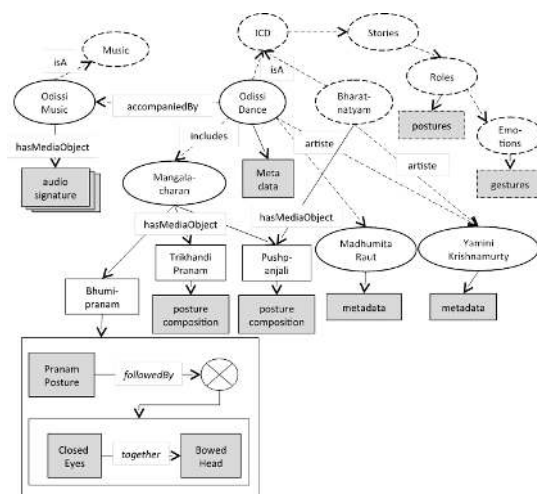 Music
ICD
Stories
isA
isA
Roles
Odissi
Music
accompaniedBy
Odissi
Dance
Bharat-
natyam
postures
Emo-
tions
hasMediaObject
includes
artiste
artiste
audio
signature
Mangala-
charan
Meta
data
gestures
hasMediaObject
hasMediaObject
Trikhandi
Pranam
Madhumita
Raut
Yamini
Krishnamurty
Bhumi-
pranam
Pushp
anjali
posture
composition
posture
composition
metadata
metadata
Pranam
Posture
followedBy
Closed
Eyes
together
Bowed
Head